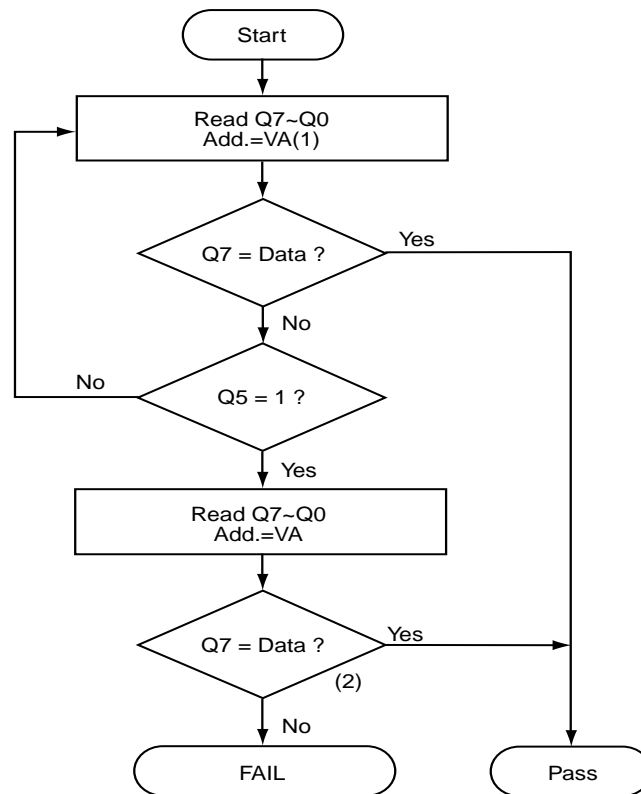 Start
Read Q7~Q0
Add.=VA(1)
Q7 = Data ?
Yes
No
Q5 = 1 ?
No
Yes
Read Q7~Q0
Add.=VA
Q7 = Data ?
Yes
(2)
No
FAIL
Pass